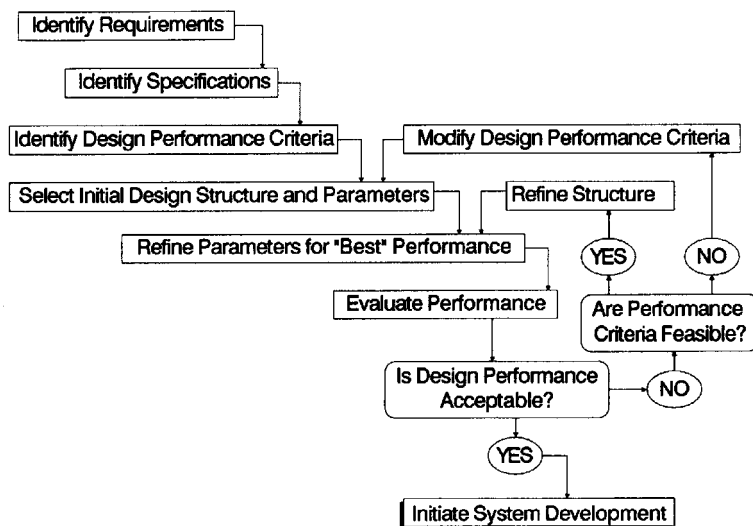 Identify Requirements
Identify Specifications
Identify Design Performance Criteria
Modify Design Performance Criteria
Select Initial Design Structure and Parameters
Refine Structure
Refine Parameters for "Best" Performance
YES
NO
Evaluate Performance
Are Performance
Criteria Feasible?
Is Design Performance
Acceptable?
NO
YES
Initiate System Development